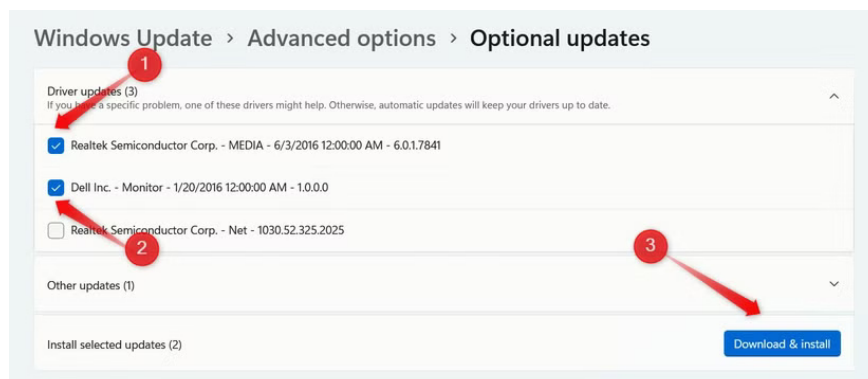 Windows Update > Advanced options > Optional updates
1
Driver updates (3)
If you have a specific problem, one of these drivers might help. Otherwise, automatic updates will keep your drivers up to date.
Realtek Semiconductor Corp. - MEDIA - 6/3/2016 12:00:00 AM - 6.0.1.7841
Dell Inc. - Monitor - 1/20/2016 12:00:00 AM - 1.0.0.0
Realtek Semiconductor Corp. - Net - 1030.52.325.2025
2
3
Other updates (1)
Install selected updates (2)
Download & install